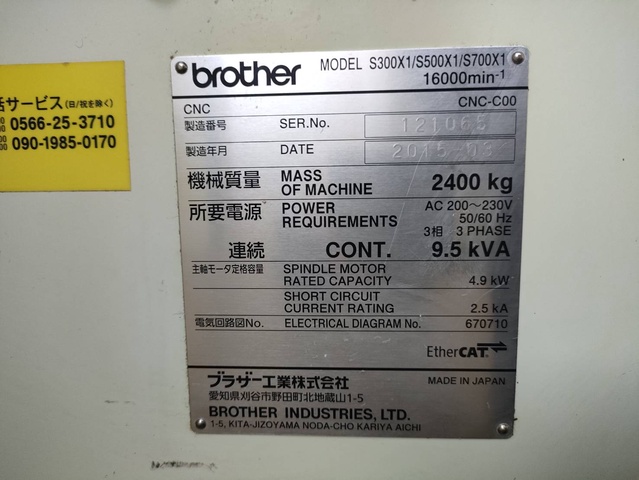 活サービス(日/祝を除く)
00 0566-25-3710
00 090-1985-0170
brother
MODEL S300X1/S500X1/S700X1
16000min-1
CNC CNC-C00
製造番号 SER.No. 121065
製造年月 DATE 2015-03
機械質量 MASS OF MACHINE 2400 kg
所要電源 POWER REQUIREMENTS AC 200～230V
50/60 Hz
3相 3 PHASE
連続 CONT. 9.5 kVA
主軸モータ定格容量 SPINDLE MOTOR RATED CAPACITY 4.9 kW
SHORT CIRCUIT CURRENT RATING 2.5 kA
電気回路図No. ELECTRICAL DIAGRAM No. 670710
EtherCAT
ブラザー工業株式会社 MADE IN JAPAN
愛知県刈谷市野田町北地蔵山1-5
BROTHER INDUSTRIES, LTD.
1-5, KITA-JIZOYAMA NODA-CHO KARIYA AICHI